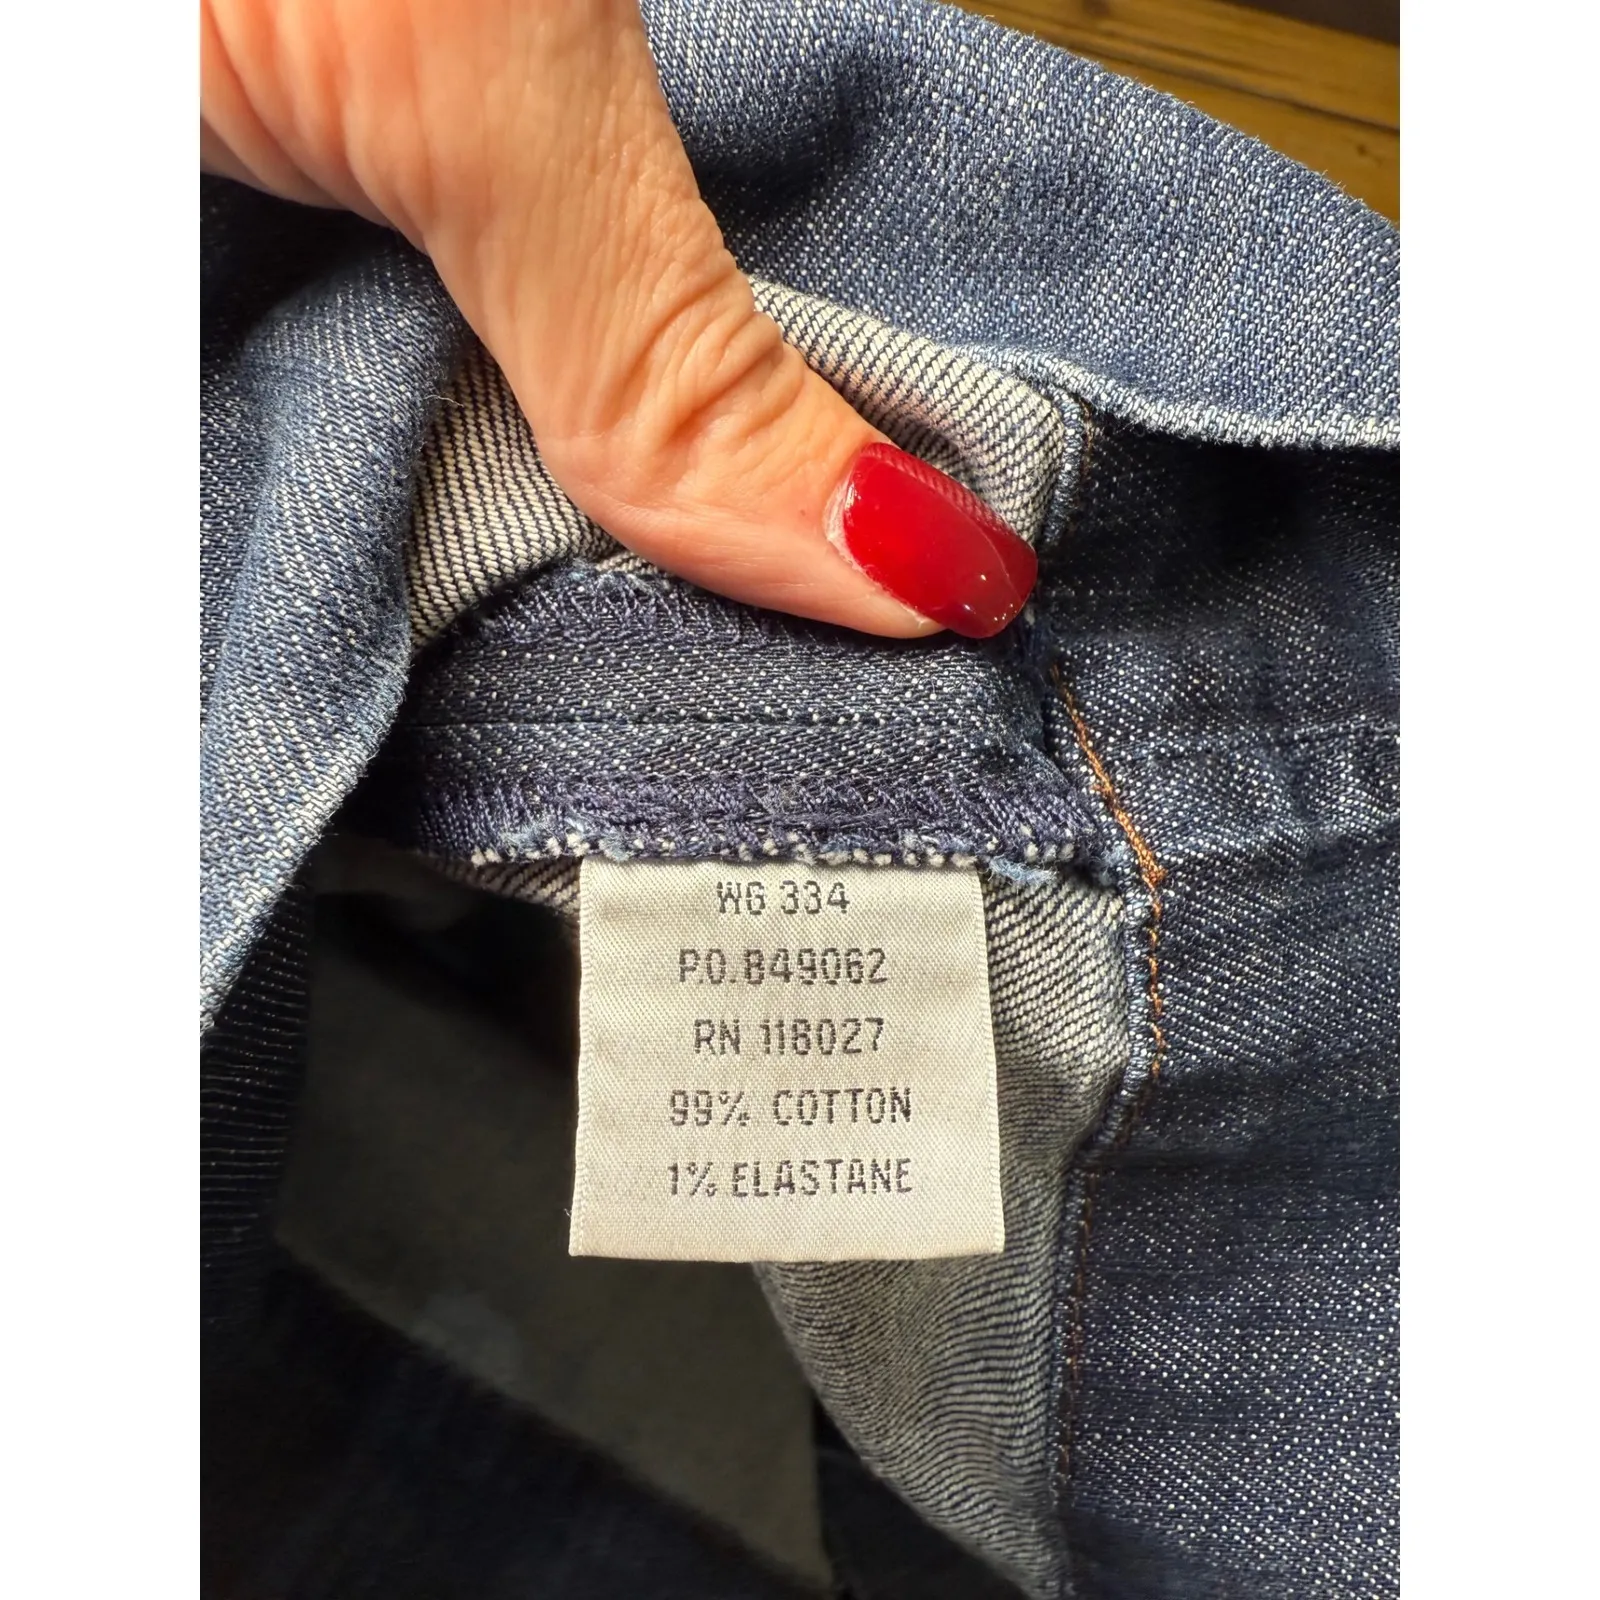 WG 334
P.O. 849062
RN 118027
99% COTTON
1% ELASTANE